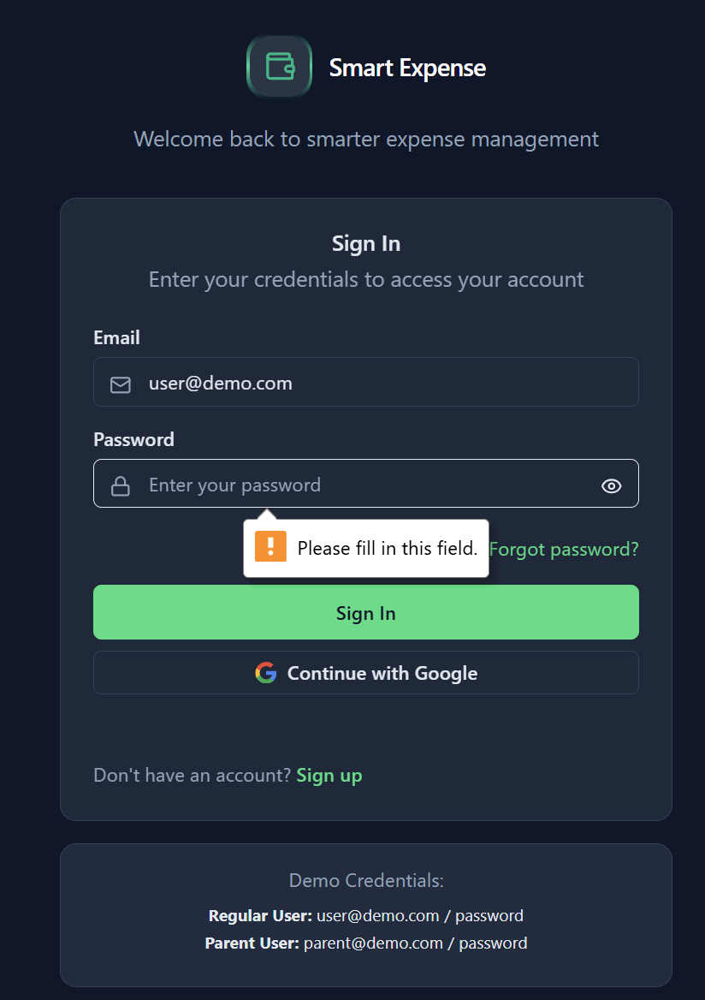 Smart Expense
Welcome back to smarter expense management
Sign In
Enter your credentials to access your account
Email
user@demo.com
Password
Enter your password
Please fill in this field.
Forgot password?
Sign In
Continue with Google
Don't have an account? Sign up
Demo Credentials:
Regular User: user@demo.com / password
Parent User: parent@demo.com / password